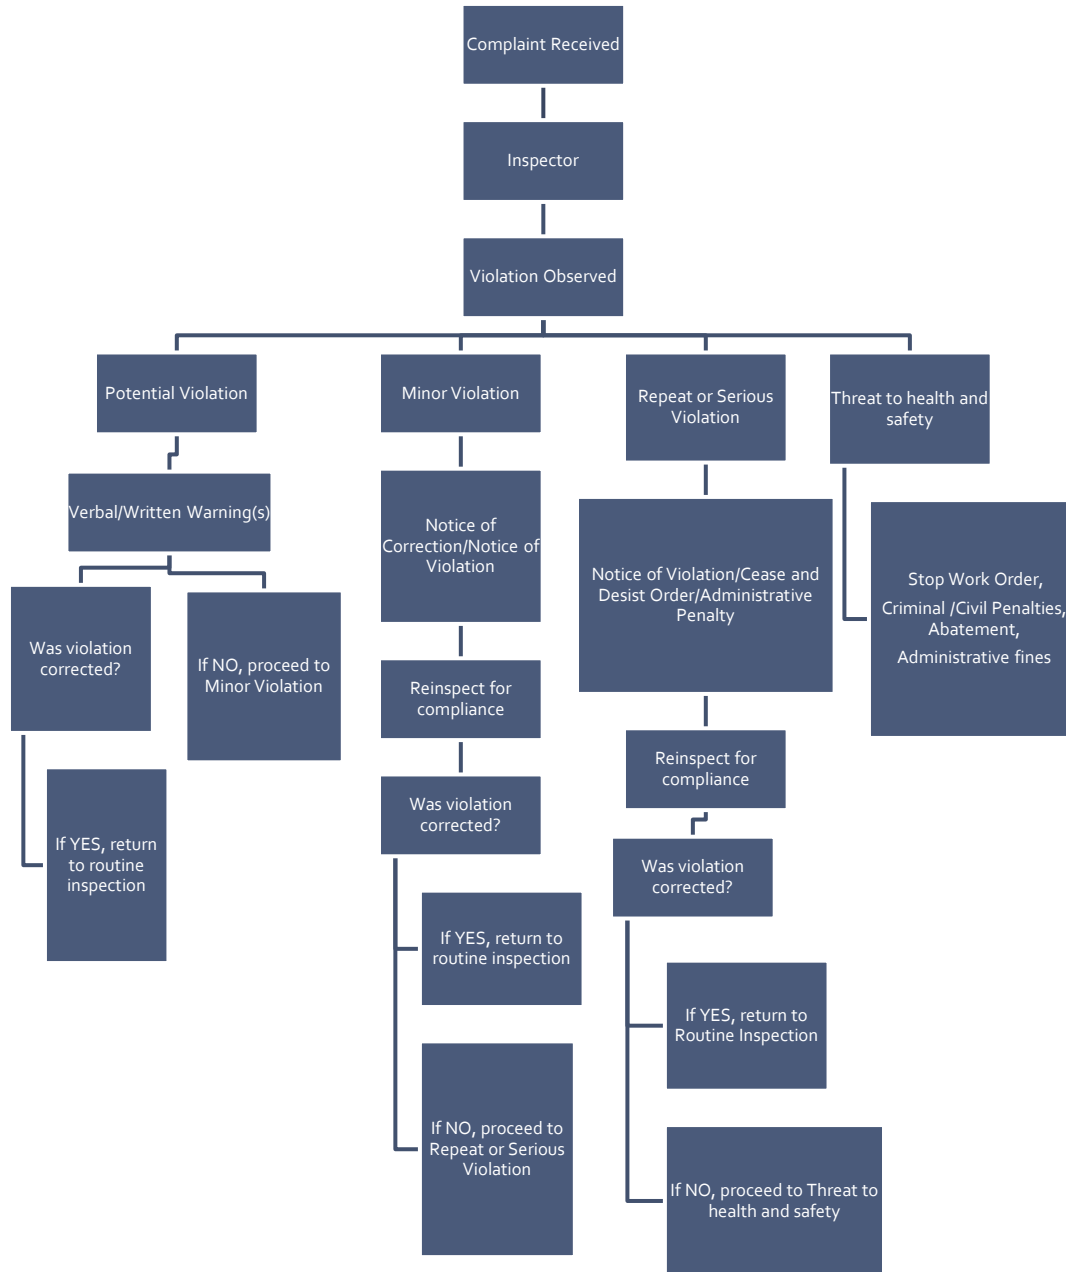 Complaint Received
Inspector
Violation Observed
Potential Violation
Verbal/Written Warning(s)
Was violation
corrected?
If YES, return
to routine
inspection
If NO, proceed to
Minor Violation
Minor Violation
Notice of
Correction/Notice of
Violation
Reinspect for
compliance
Was violation
corrected?
If YES, return to
routine inspection
If NO, proceed to
Repeat or Serious
Violation
Repeat or Serious
Violation
Notice of Violation/Cease and
Desist Order/Administrative
Penalty
Reinspect for
compliance
Was violation
corrected?
If YES, return to
Routine Inspection
If NO, proceed to Threat to
health and safety
Threat to health and
safety
Stop Work Order,
Criminal /Civil Penalties,
Abatement,
Administrative fines